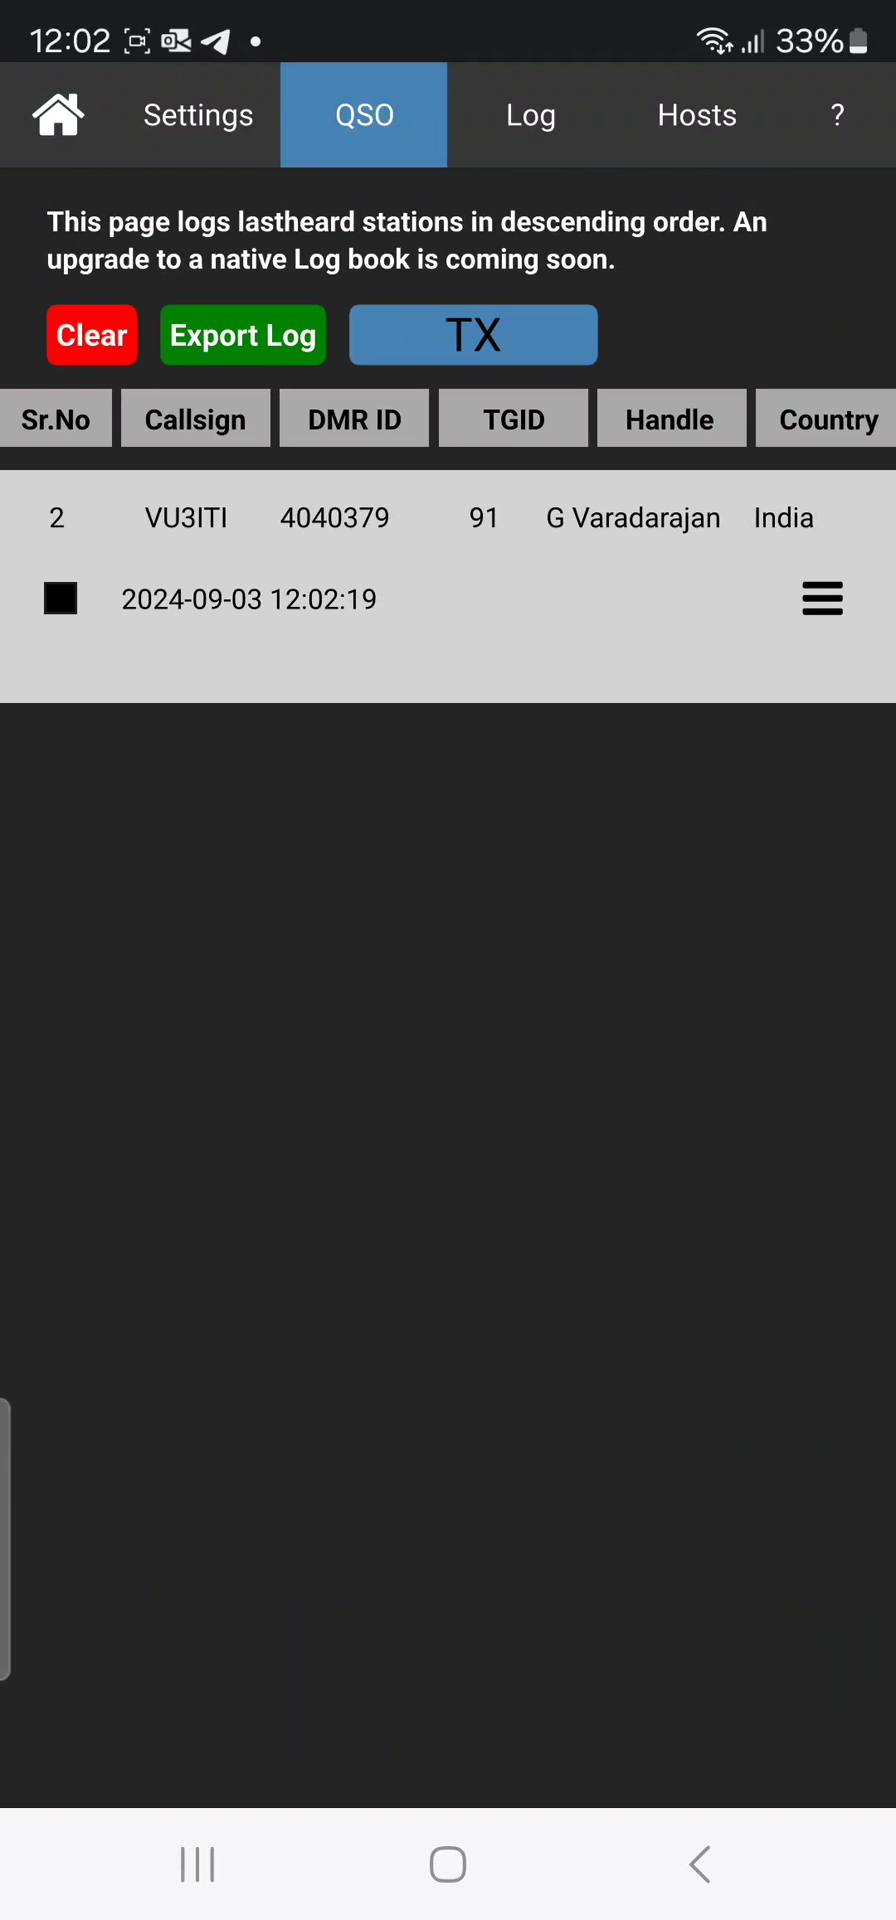 12:02 33%
Settings QSO Log Hosts ?
This page logs lastheard stations in descending order. An
upgrade to a native Log book is coming soon.
Clear Export Log TX
Sr.No Callsign DMR ID TGID Handle Country
2 VU3ITI 4040379 91 G Varadarajan India
2024-09-03 12:02:19